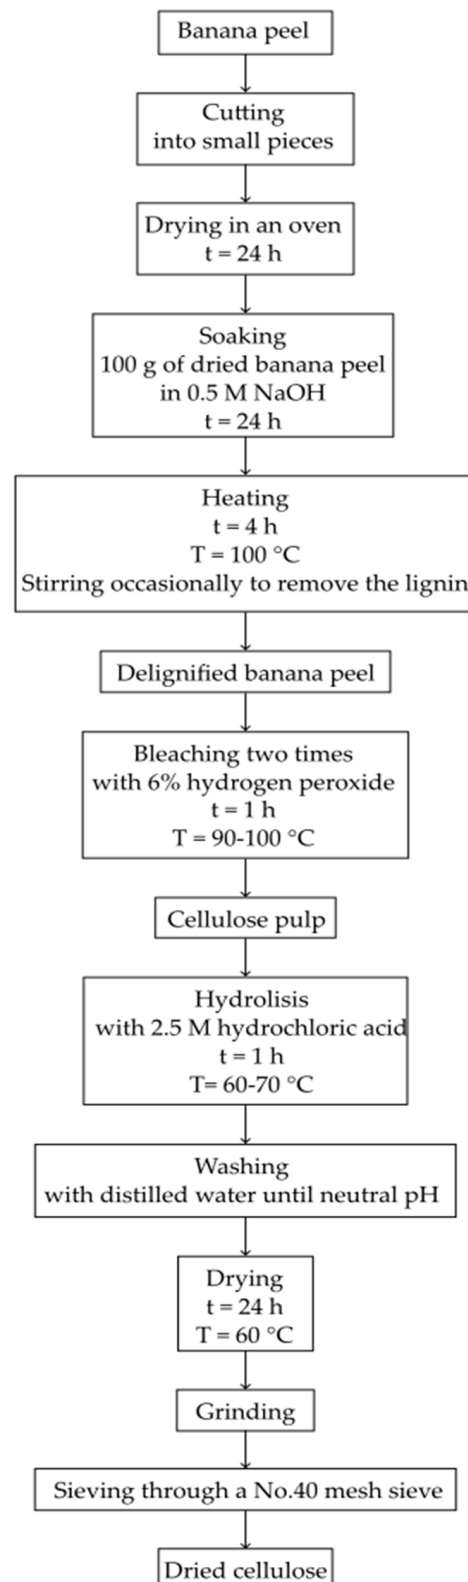 Banana peel
Cutting
into small pieces
Drying in an oven
t = 24 h
Soaking
100 g of dried banana peel
in 0.5 M NaOH
t = 24 h
Heating
t = 4 h
T = 100 °C
Stirring occasionally to remove the lignin
Delignified banana peel
Bleaching two times
with 6% hydrogen peroxide
t = 1 h
T = 90-100 °C
Cellulose pulp
Hydrolisis
with 2.5 M hydrochloric acid
t = 1 h
T= 60-70 °C
Washing
with distilled water until neutral pH
Drying
t = 24 h
T = 60 °C
Grinding
Sieving through a No.40 mesh sieve
Dried cellulose